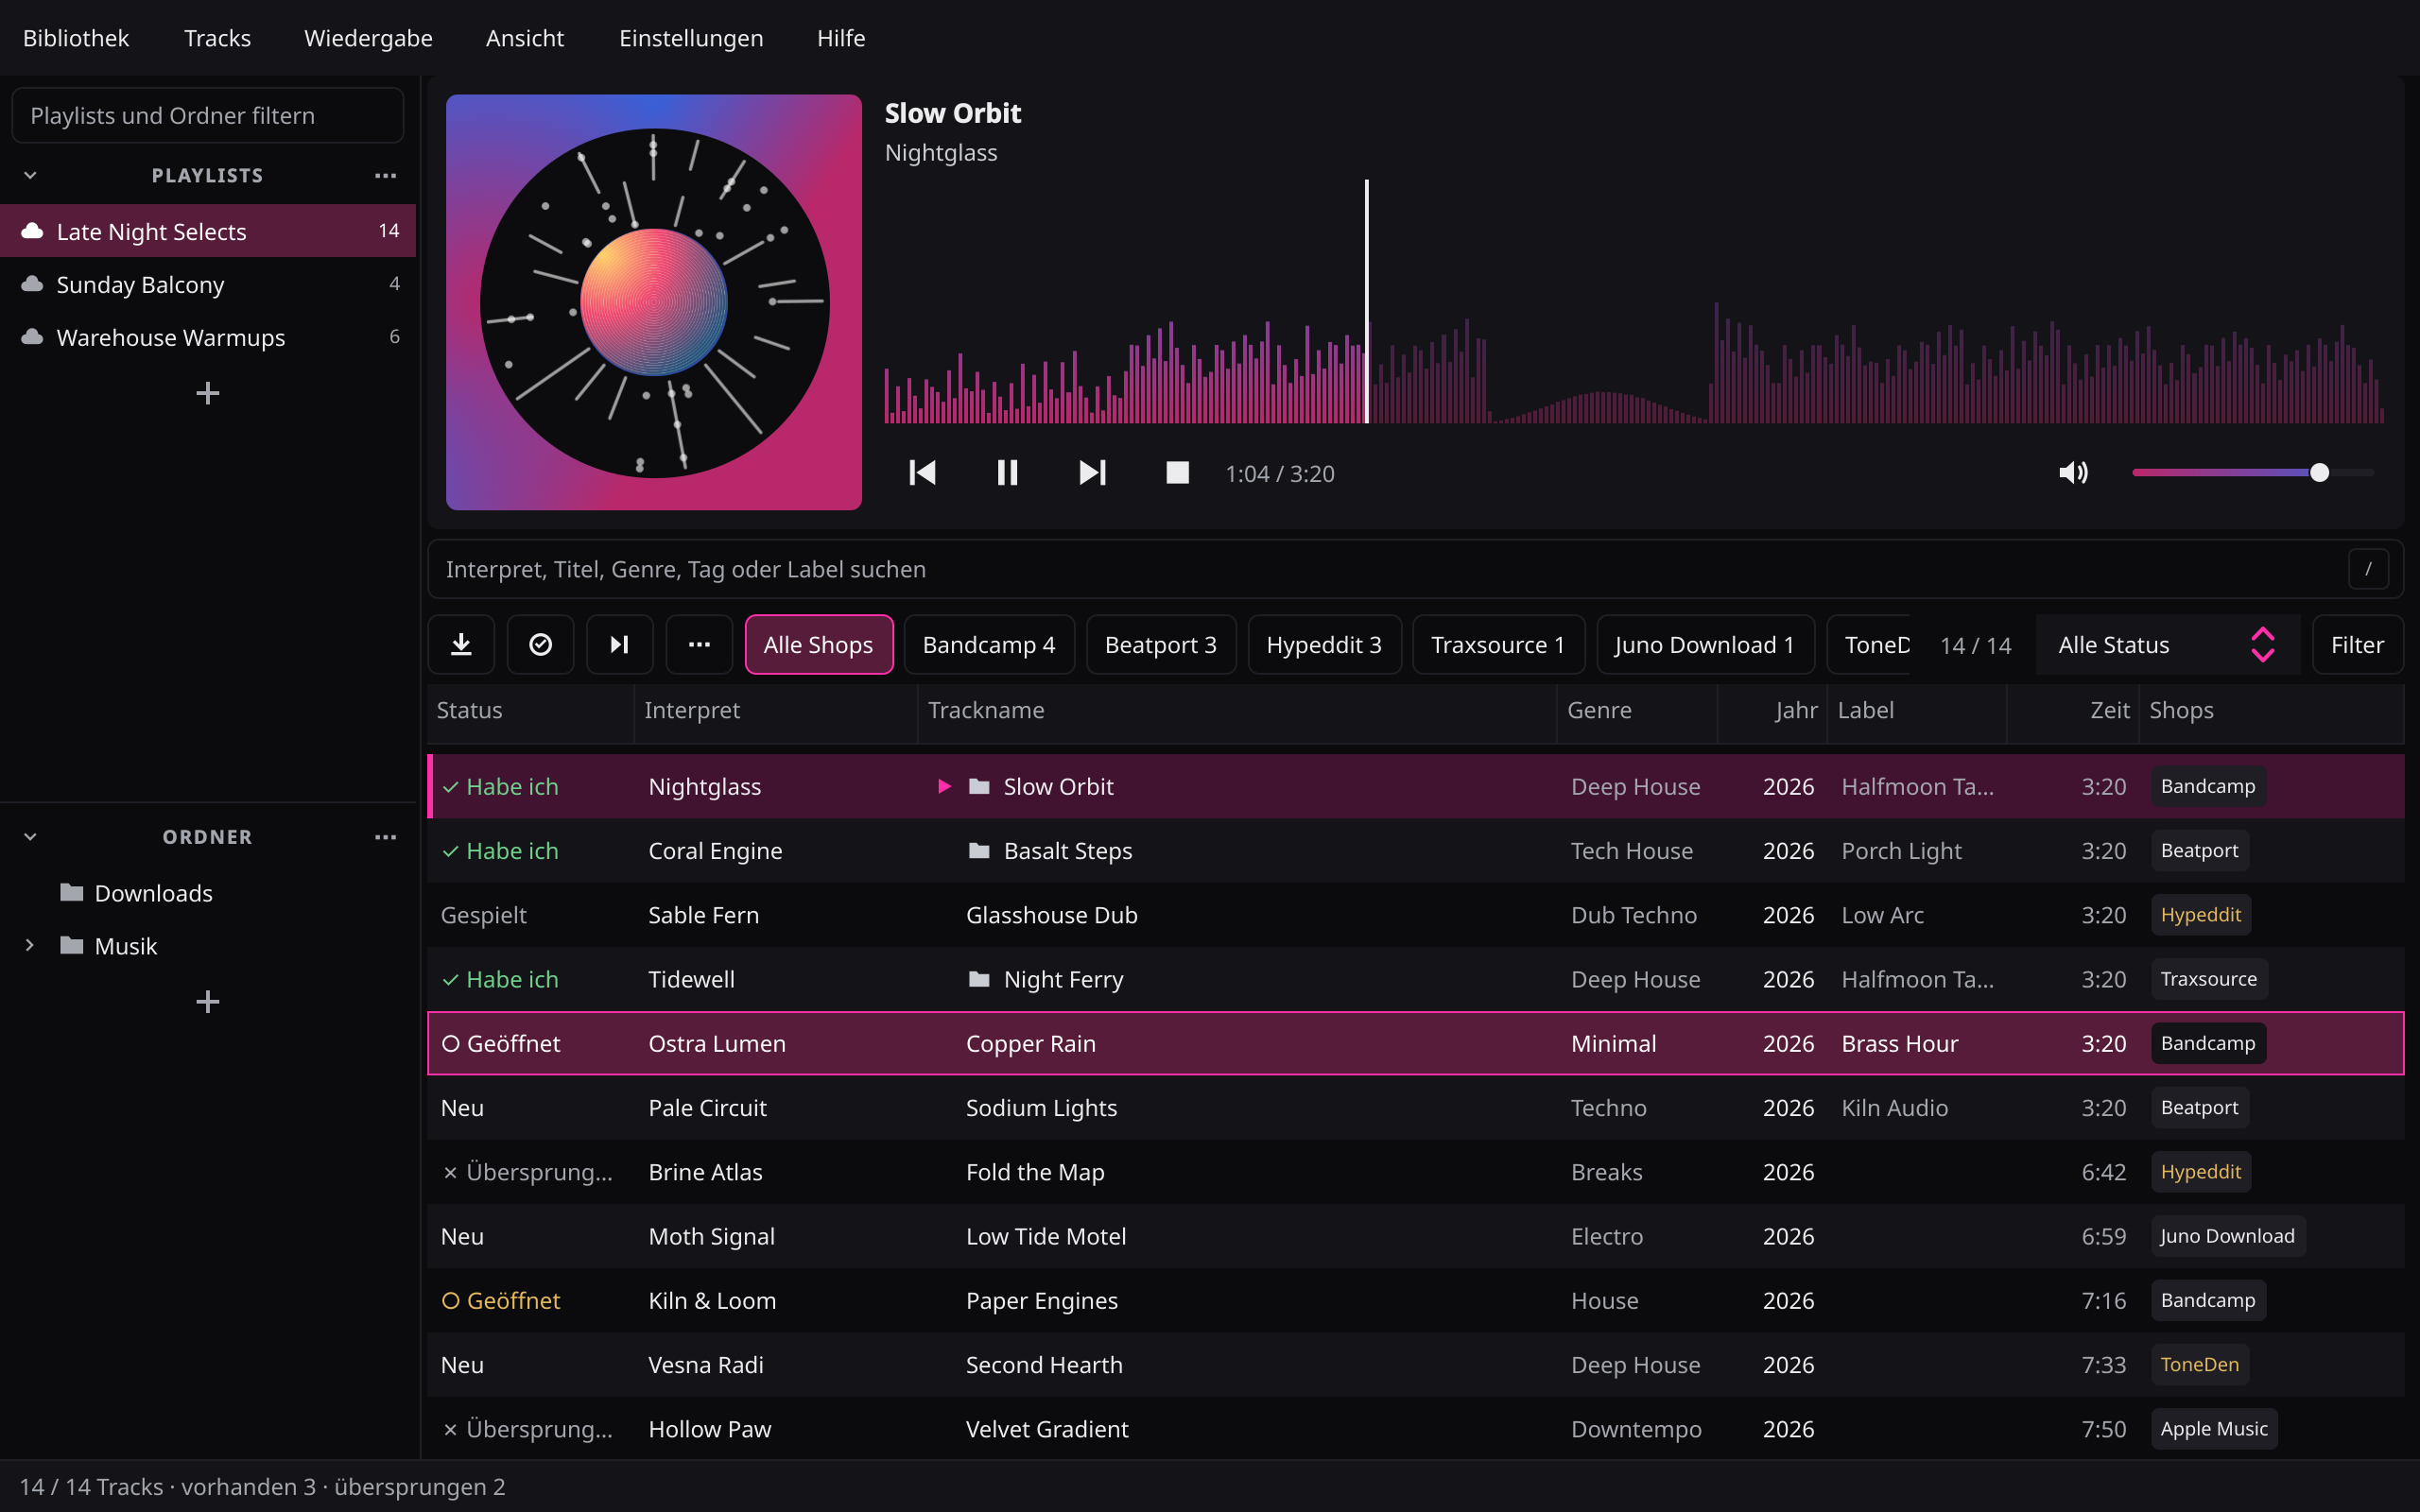 Bibliothek Tracks Wiedergabe Ansicht Einstellungen Hilfe
Playlists und Ordner filtern
PLAYLISTS ...
Late Night Selects 14
Sunday Balcony 4
Warehouse Warmups 6
+
ORDNER ...
Downloads
Musik
+
Slow Orbit
Nightglass
1:04 / 3:20
Interpret, Titel, Genre, Tag oder Label suchen /
... Alle Shops Bandcamp 4 Beatport 3 Hypeddit 3 Traxsource 1 Juno Download 1 ToneD 14 / 14 Alle Status Filter
Status Interpret Trackname Genre Jahr Label Zeit Shops
✓ Habe ich Nightglass Slow Orbit Deep House 2026 Halfmoon Ta... 3:20 Bandcamp
✓ Habe ich Coral Engine Basalt Steps Tech House 2026 Porch Light 3:20 Beatport
Gespielt Sable Fern Glasshouse Dub Dub Techno 2026 Low Arc 3:20 Hypeddit
✓ Habe ich Tidewell Night Ferry Deep House 2026 Halfmoon Ta... 3:20 Traxsource
○ Geöffnet Ostra Lumen Copper Rain Minimal 2026 Brass Hour 3:20 Bandcamp
Neu Pale Circuit Sodium Lights Techno 2026 Kiln Audio 3:20 Beatport
× Übersprung... Brine Atlas Fold the Map Breaks 2026 6:42 Hypeddit
Neu Moth Signal Low Tide Motel Electro 2026 6:59 Juno Download
○ Geöffnet Kiln & Loom Paper Engines House 2026 7:16 Bandcamp
Neu Vesna Radi Second Hearth Deep House 2026 7:33 ToneDen
× Übersprung... Hollow Paw Velvet Gradient Downtempo 2026 7:50 Apple Music
14 / 14 Tracks · vorhanden 3 · übersprungen 2